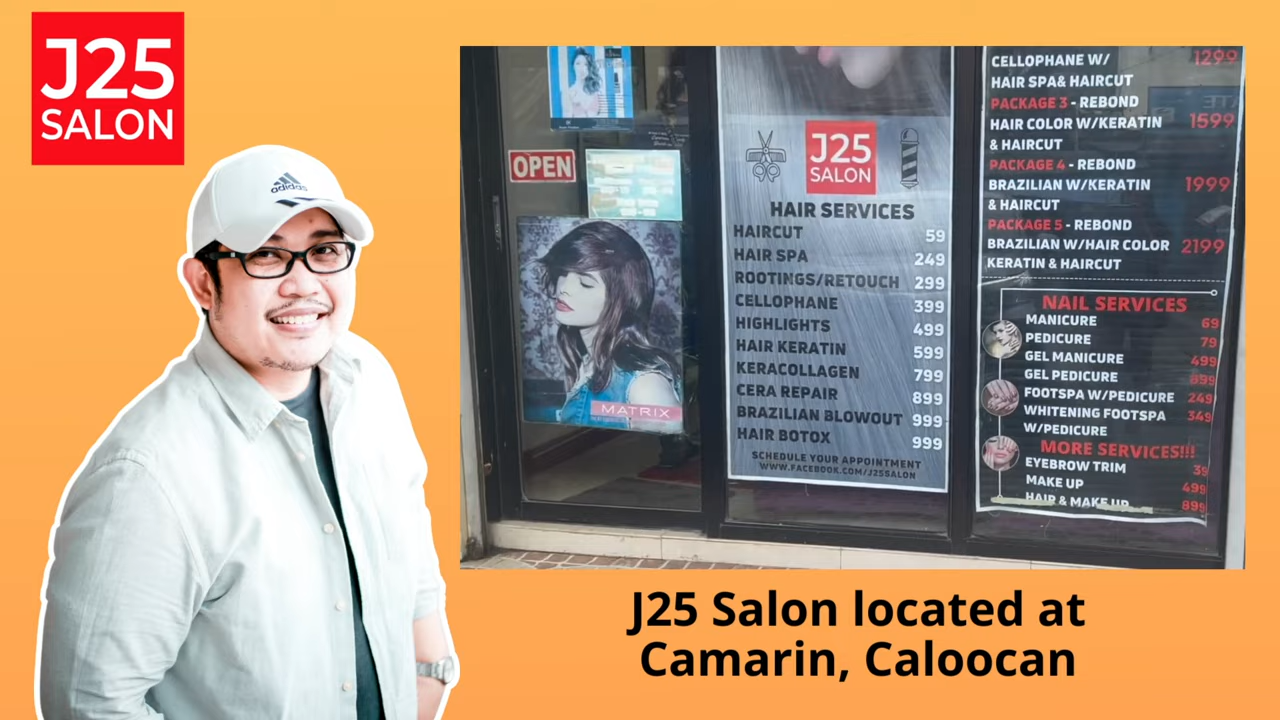 J25
SALON
adidas
OPEN
MATRIX
J25
SALON
HAIR SERVICES
HAIRCUT 59
HAIR SPA 249
ROOTINGS/RETOUCH 299
CELLOPHANE 399
HIGHLIGHTS 499
HAIR KERATIN 599
KERACOLLAGEN 799
CERA REPAIR 899
BRAZILIAN BLOWOUT 999
HAIR BOTOX 999
SCHEDULE YOUR APPOINTMENT
WWW.FACEBOOK.COM/J25SALON
CELLOPHANE W/ 1299
HAIR SPA& HAIRCUT
PACKAGE 3 - REBOND
HAIR COLOR W/KERATIN 1599
& HAIRCUT
PACKAGE 4 - REBOND
BRAZILIAN W/KERATIN 1999
& HAIRCUT
PACKAGE 5 - REBOND
BRAZILIAN W/HAIR COLOR 2199
KERATIN & HAIRCUT
NAIL SERVICES
MANICURE 69
PEDICURE 79
GEL MANICURE 499
GEL PEDICURE 899
FOOTSPA W/PEDICURE 249
WHITENING FOOTSPA 349
W/PEDICURE
MORE SERVICES!!!
EYEBROW TRIM 39
MAKE UP 499
HAIR & MAKE UP 899
J25 Salon located at
Camarin, Caloocan